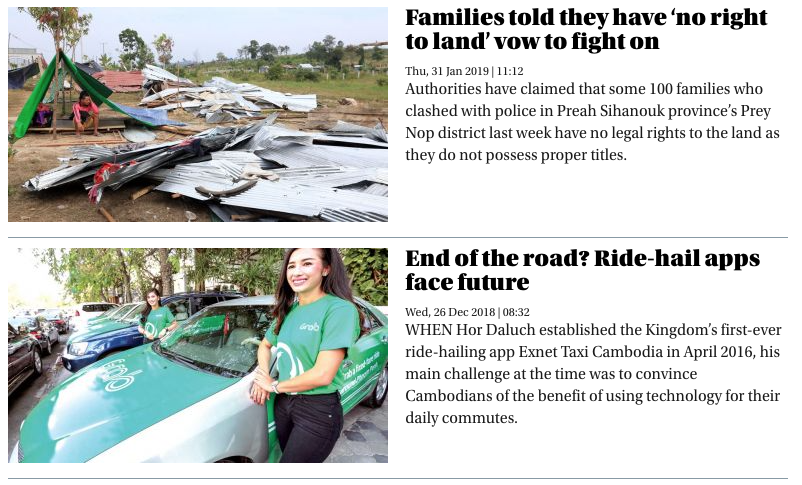 Families told they have ‘no right
to land’ vow to fight on
Thu, 31 Jan 2019 | 11:12
Authorities have claimed that some 100 families who
clashed with police in Preah Sihanouk province’s Prey
Nop district last week have no legal rights to the land as
they do not possess proper titles.
End of the road? Ride-hail apps
face future
Wed, 26 Dec 2018 | 08:32
WHEN Hor Daluch established the Kingdom’s first-ever
ride-hailing app Exnet Taxi Cambodia in April 2016, his
main challenge at the time was to convince
Cambodians of the benefit of using technology for their
daily commutes.
Grab
Grab